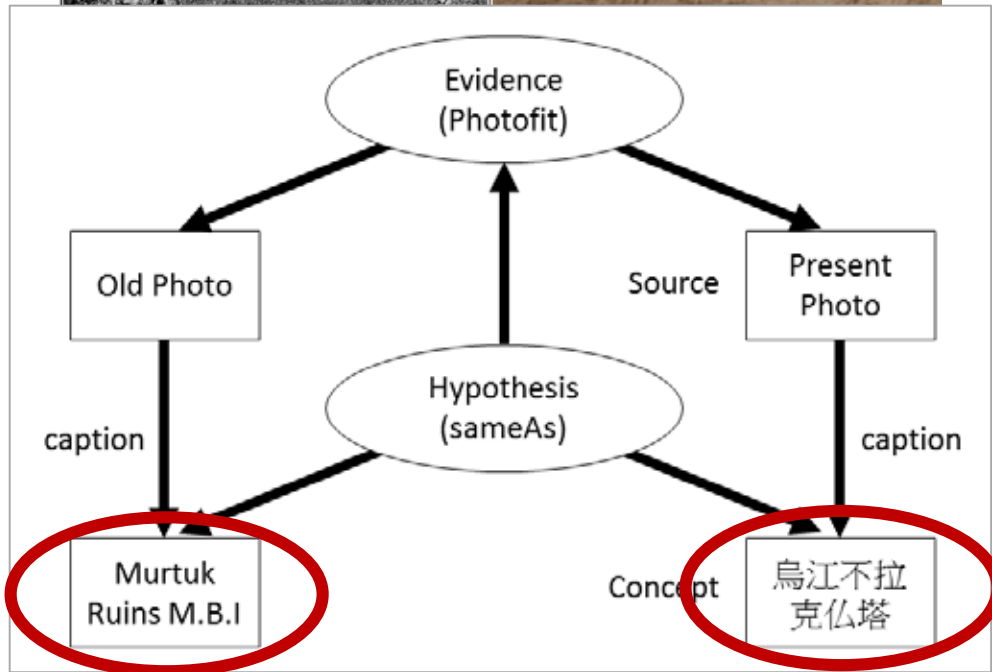 Evidence
(Photofit)
Old Photo
Source
Present
Photo
Hypothesis
(sameAs)
caption
caption
Murtuk
Ruins M.B.I
Concept
烏江不拉
克仏塔